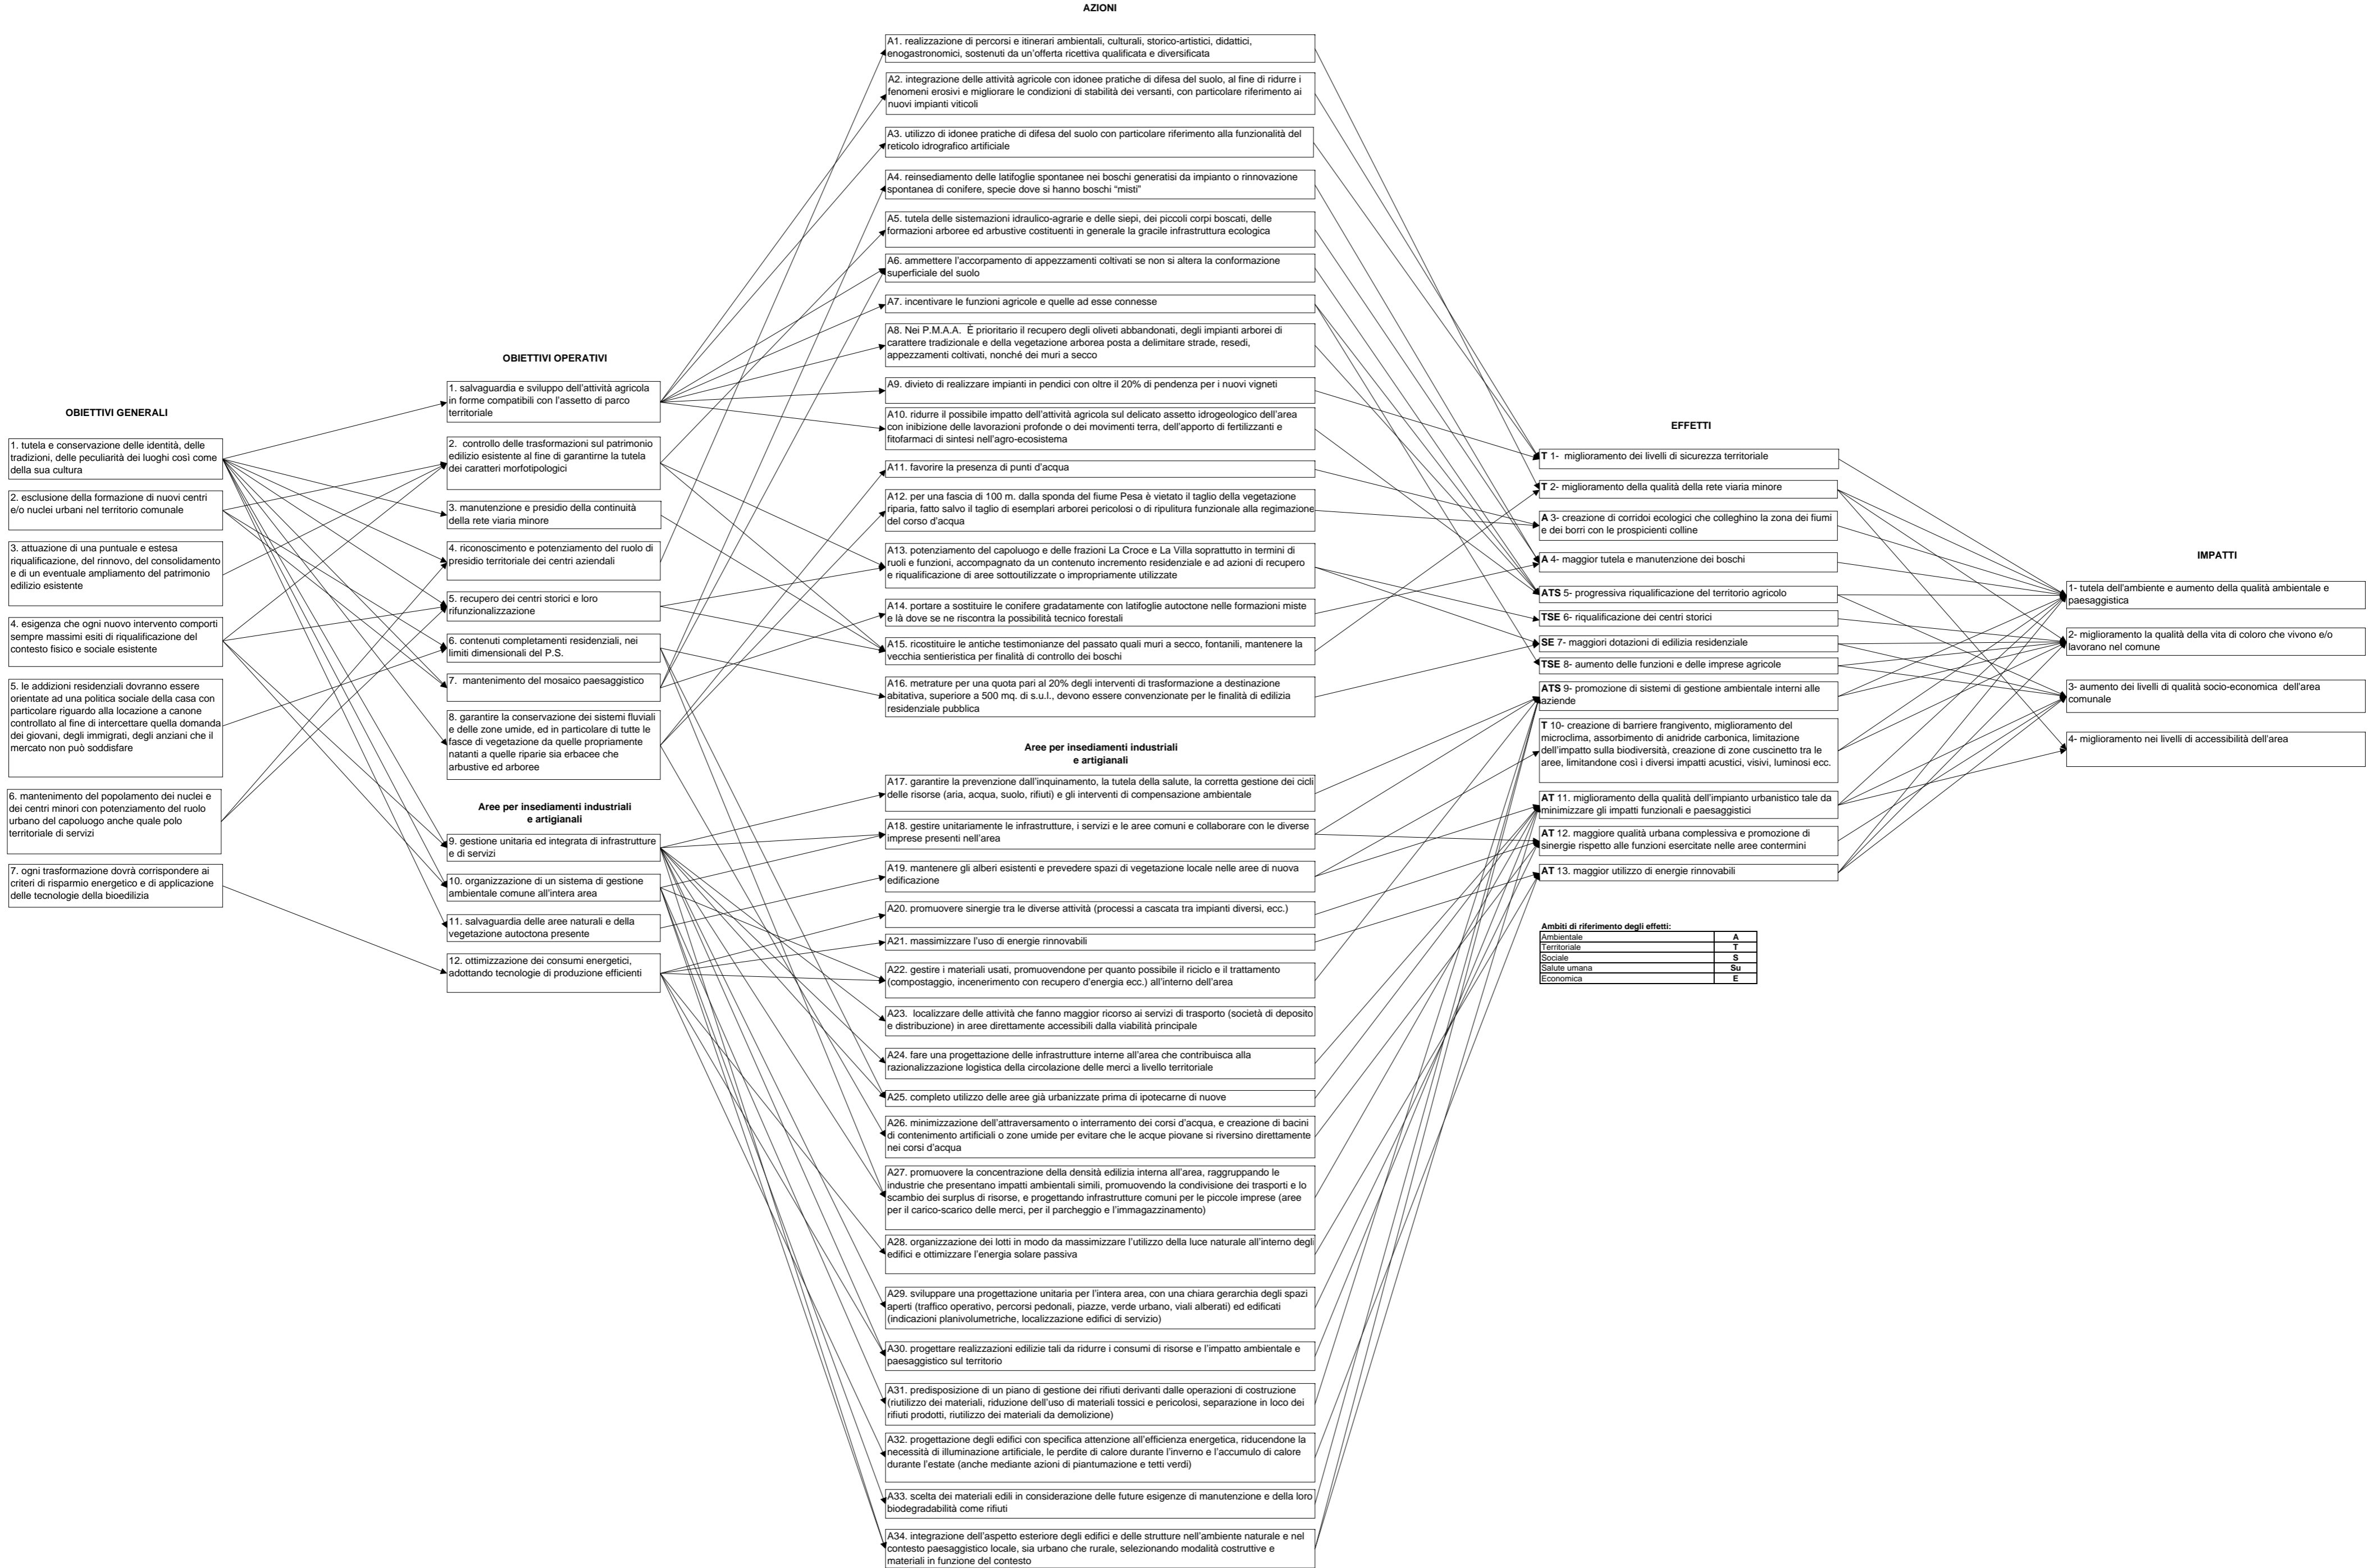 OBIETTIVI GENERALI
1. tutela e conservazione delle identità, delle
tradizioni, delle peculiarità dei luoghi così come
della sua cultura
2. esclusione della formazione di nuovi centri
e/o nuclei urbani nel territorio comunale
3. attuazione di una puntuale e estesa
riqualificazione, del rinnovo, del consolidamento
e di un eventuale ampliamento del patrimonio
edilizio esistente
4. esigenza che ogni nuovo intervento comporti
sempre massimi esiti di riqualificazione del
contesto fisico e sociale esistente
5. le addizioni residenziali dovranno essere
orientate ad una politica sociale della casa con
particolare riguardo alla locazione a canone
controllato al fine di intercettare quella domanda
dei giovani, degli immigrati, degli anziani che il
mercato non può soddisfare
6. mantenimento del popolamento dei nuclei e
dei centri minori con potenziamento del ruolo
urbano del capoluogo anche quale polo
territoriale di servizi
7. ogni trasformazione dovrà corrispondere ai
criteri di risparmio energetico e di applicazione
delle tecnologie della bioedilizia
OBIETTIVI OPERATIVI
1. salvaguardia e sviluppo dell'attività agricola
in forme compatibili con l'assetto di parco
territoriale
2. controllo delle trasformazioni sul patrimonio
edilizio esistente al fine di garantirne la tutela
dei caratteri morfotipologici
3. manutenzione e presidio della continuità
della rete viaria minore
4. riconoscimento e potenziamento del ruolo di
presidio territoriale dei centri aziendali
5. recupero dei centri storici e loro
rifunzionalizzazione
6. contenuti completamenti residenziali, nei
limiti dimensionali del P.S.
7. mantenimento del mosaico paesaggistico
8. garantire la conservazione dei sistemi fluviali
e delle zone umide, ed in particolare di tutte le
fasce di vegetazione da quelle propriamente
natanti a quelle riparie sia erbacee che
arbustive ed arboree
Aree per insediamenti industriali
e artigianali
9. gestione unitaria ed integrata di infrastrutture
e di servizi
10. organizzazione di un sistema di gestione
ambientale comune all'intera area
11. salvaguardia delle aree naturali e della
vegetazione autoctona presente
12. ottimizzazione dei consumi energetici,
adottando tecnologie di produzione efficienti
AZIONI
A1. realizzazione di percorsi e itinerari ambientali, culturali, storico-artistici, didattici,
enogastronomici, sostenuti da un'offerta ricettiva qualificata e diversificata
A2. integrazione delle attività agricole con idonee pratiche di difesa del suolo, al fine di ridurre i
fenomeni erosivi e migliorare le condizioni di stabilità dei versanti, con particolare riferimento ai
nuovi impianti viticoli
A3. utilizzo di idonee pratiche di difesa del suolo con particolare riferimento alla funzionalità del
reticolo idrografico artificiale
A4. reinsediamento delle latifoglie spontanee nei boschi generatisi da impianto o rinnovazione
spontanea di conifere, specie dove si hanno boschi “misti”
A5. tutela delle sistemazioni idraulico-agrarie e delle siepi, dei piccoli corpi boscati, delle
formazioni arboree ed arbustive costituenti in generale la gracile infrastruttura ecologica
A6. ammettere l'accorpamento di appezzamenti coltivati se non si altera la conformazione
superficiale del suolo
A7. incentivare le funzioni agricole e quelle ad esse connesse
A8. Nei P.M.A.A. È prioritario il recupero degli oliveti abbandonati, degli impianti arborei di
carattere tradizionale e della vegetazione arborea posta a delimitare strade, resedi,
appezzamenti coltivati, nonché dei muri a secco
A9. divieto di realizzare impianti in pendici con oltre il 20% di pendenza per i nuovi vigneti
A10. ridurre il possibile impatto dell'attività agricola sul delicato assetto idrogeologico dell'area
con inibizione delle lavorazioni profonde o dei movimenti terra, dell'apporto di fertilizzanti e
fitofarmaci di sintesi nell'agro-ecosistema
A11. favorire la presenza di punti d'acqua
A12. per una fascia di 100 m. dalla sponda del fiume Pesa è vietato il taglio della vegetazione
riparia, fatto salvo il taglio di esemplari arborei pericolosi o di ripulitura funzionale alla regimazione
del corso d'acqua
A13. potenziamento del capoluogo e delle frazioni La Croce e La Villa soprattutto in termini di
ruoli e funzioni, accompagnato da un contenuto incremento residenziale e ad azioni di recupero
e riqualificazione di aree sottoutilizzate o impropriamente utilizzate
A14. portare a sostituire le conifere gradatamente con latifoglie autoctone nelle formazioni miste
e là dove se ne riscontra la possibilità tecnico forestali
A15. ricostituire le antiche testimonianze del passato quali muri a secco, fontanili, mantenere la
vecchia sentieristica per finalità di controllo dei boschi
A16. metrature per una quota pari al 20% degli interventi di trasformazione a destinazione
abitativa, superiore a 500 mq. di s.u.l., devono essere convenzionate per le finalità di edilizia
residenziale pubblica
Aree per insediamenti industriali
e artigianali
A17. garantire la prevenzione dall'inquinamento, la tutela della salute, la corretta gestione dei cicli
delle risorse (aria, acqua, suolo, rifiuti) e gli interventi di compensazione ambientale
A18. gestire unitariamente le infrastrutture, i servizi e le aree comuni e collaborare con le diverse
imprese presenti nell'area
A19. mantenere gli alberi esistenti e prevedere spazi di vegetazione locale nelle aree di nuova
edificazione
A20. promuovere sinergie tra le diverse attività (processi a cascata tra impianti diversi, ecc.)
A21. massimizzare l'uso di energie rinnovabili
A22. gestire i materiali usati, promuovendone per quanto possibile il riciclo e il trattamento
(compostaggio, incenerimento con recupero d'energia ecc.) all'interno dell'area
A23. localizzare delle attività che fanno maggior ricorso ai servizi di trasporto (società di deposito
e distribuzione) in aree direttamente accessibili dalla viabilità principale
A24. fare una progettazione delle infrastrutture interne all'area che contribuisca alla
razionalizzazione logistica della circolazione delle merci a livello territoriale
A25. completo utilizzo delle aree già urbanizzate prima di ipotecarne di nuove
A26. minimizzazione dell'attraversamento o interramento dei corsi d'acqua, e creazione di bacini
di contenimento artificiali o zone umide per evitare che le acque piovane si riversino direttamente
nei corsi d'acqua
A27. promuovere la concentrazione della densità edilizia interna all'area, raggruppando le
industrie che presentano impatti ambientali simili, promuovendo la condivisione dei trasporti e lo
scambio dei surplus di risorse, e progettando infrastrutture comuni per le piccole imprese (aree
per il carico-scarico delle merci, per il parcheggio e l'immagazzinamento)
A28. organizzazione dei lotti in modo da massimizzare l'utilizzo della luce naturale all'interno degli
edifici e ottimizzare l'energia solare passiva
A29. sviluppare una progettazione unitaria per l'intera area, con una chiara gerarchia degli spazi
aperti (traffico operativo, percorsi pedonali, piazze, verde urbano, viali alberati) ed edificati
(indicazioni planivolumetriche, localizzazione edifici di servizio)
A30. progettare realizzazioni edilizie tali da ridurre i consumi di risorse e l'impatto ambientale e
paesaggistico sul territorio
A31. predisposizione di un piano di gestione dei rifiuti derivanti dalle operazioni di costruzione
(riutilizzo dei materiali, riduzione dell'uso di materiali tossici e pericolosi, separazione in loco dei
rifiuti prodotti, riutilizzo dei materiali da demolizione)
A32. progettazione degli edifici con specifica attenzione all'efficienza energetica, riducendone la
necessità di illuminazione artificiale, le perdite di calore durante l'inverno e l'accumulo di calore
durante l'estate (anche mediante azioni di piantumazione e tetti verdi)
A33. scelta dei materiali edili in considerazione delle future esigenze di manutenzione e della loro
biodegradabilità come rifiuti
A34. integrazione dell'aspetto esteriore degli edifici e delle strutture nell'ambiente naturale e nel
contesto paesaggistico locale, sia urbano che rurale, selezionando modalità costruttive e
materiali in funzione del contesto
EFFETTI
T 1- miglioramento dei livelli di sicurezza territoriale
T 2- miglioramento della qualità della rete viaria minore
A 3- creazione di corridoi ecologici che colleghino la zona dei fiumi
e dei borri con le prospicienti colline
A 4- maggior tutela e manutenzione dei boschi
ATS 5- progressiva riqualificazione del territorio agricolo
TSE 6- riqualificazione dei centri storici
SE 7- maggiori dotazioni di edilizia residenziale
TSE 8- aumento delle funzioni e delle imprese agricole
ATS 9- promozione di sistemi di gestione ambientale interni alle
aziende
T 10- creazione di barriere frangivento, miglioramento del
microclima, assorbimento di anidride carbonica, limitazione
dell'impatto sulla biodiversità, creazione di zone cuscinetto tra le
aree, limitandone così i diversi impatti acustici, visivi, luminosi ecc.
AT 11. miglioramento della qualità dell'impianto urbanistico tale da
minimizzare gli impatti funzionali e paesaggistici
AT 12. maggiore qualità urbana complessiva e promozione di
sinergie rispetto alle funzioni esercitate nelle aree contermini
AT 13. maggior utilizzo di energie rinnovabili
Ambiti di riferimento degli effetti:
Ambientale A
Territoriale T
Sociale S
Salute umana Su
Economica E
IMPATTI
1- tutela dell'ambiente e aumento della qualità ambientale e
paesaggistica
2- miglioramento la qualità della vita di coloro che vivono e/o
lavorano nel comune
3- aumento dei livelli di qualità socio-economica dell'area
comunale
4- miglioramento nei livelli di accessibilità dell'area